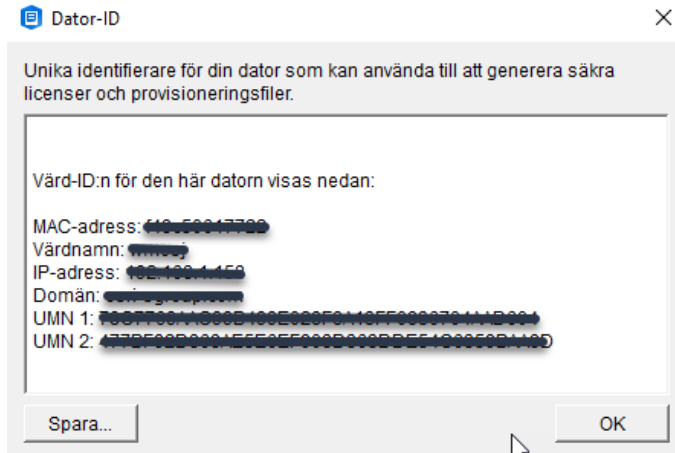 Dator-ID
Unika identifierare för din dator som kan använda till att generera säkra
licenser och provisioneringsfiler.
Värd-ID:n för den här datorn visas nedan:
MAC-adress:
Värdnamn:
IP-adress:
Domän:
UMN 1:
UMN 2:
Spara...
OK